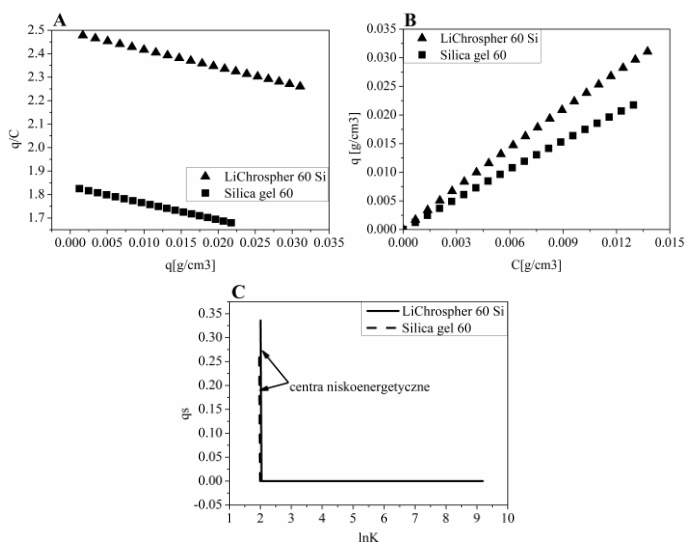 A
2.5
2.4
2.3
2.2
2.1
2.0
1.9
1.8
1.7
q/C
LiChrospher 60 Si
Silica gel 60
0.000 0.005 0.010 0.015 0.020 0.025 0.030 0.035
q[g/cm3]
B
0.035
0.030
0.025
0.020
0.015
0.010
0.005
0.000
q [g/cm3]
LiChrospher 60 Si
Silica gel 60
0.000 0.003 0.006 0.009 0.012 0.015
C[g/cm3]
C
0.35
0.30
0.25
0.20
0.15
0.10
0.05
0.00
-0.05
qs
LiChrospher 60 Si
Silica gel 60
centra niskoenergetyczne
1 2 3 4 5 6 7 8 9 10
lnK